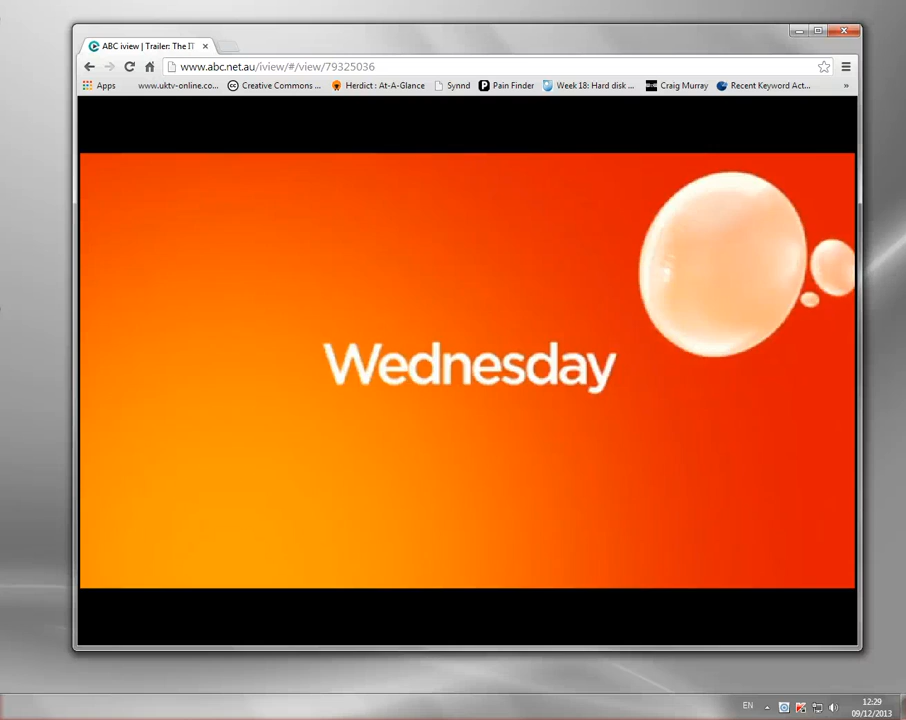 ABC iview | Trailer: The IT
www.abc.net.au/iview/#/view/79325036
Apps www.uktv-online.co... Creative Commons ... Herdict : At-A-Glance Synnd Pain Finder Week 18: Hard disk ... Craig Murray Recent Keyword Act... »
Wednesday
EN 12:29
09/12/2013